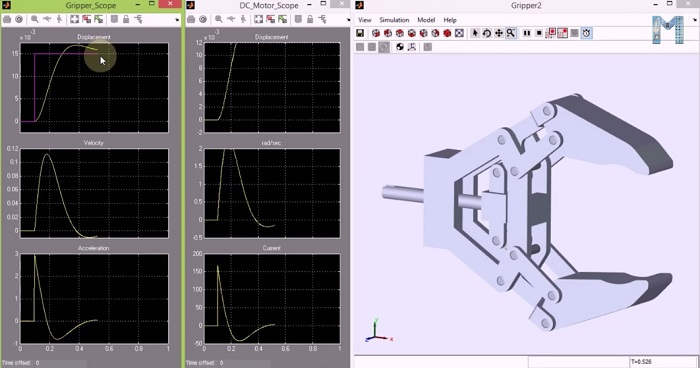 Gripper_Scope
DC_Motor_Scope
Gripper2
View Simulation Model Help
x 10 -3
Displacement
15
10
5
0
Velocity
0.12
0.1
0.08
0.06
0.04
0.02
0
Acceleration
3
2
1
0
-1
0 0.2 0.4 0.6 0.8 1
Time offset: 0
x 10 -3
Displacement
12
10
8
6
4
2
0
-2
rad/sec
2
1.5
1
0.5
0
-0.5
Current
200
150
100
50
0
-50
0 0.2 0.4 0.6 0.8 1
Time offset: 0
M
Y
Z
X
T=0.526